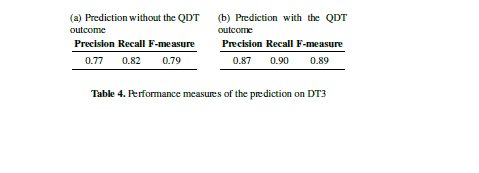 (a) Prediction without the QDT
outcome
Precision Recall F-measure
0.77 0.82 0.79
(b) Prediction with the QDT
outcome
Precision Recall F-measure
0.87 0.90 0.89
Table 4. Performance measures of the prediction on DT3